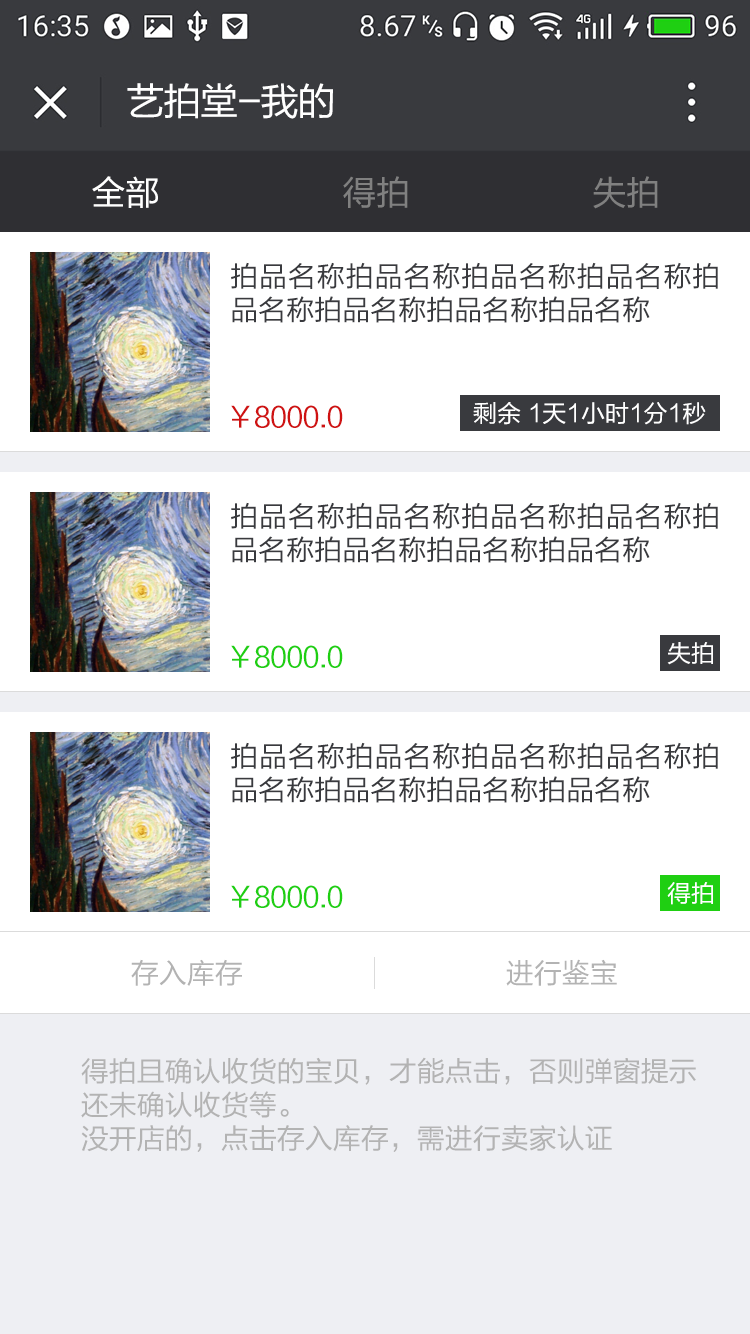 16:35 8.67 K/s 4G 96
艺拍堂-我的
全部 得拍 失拍
拍品名称拍品名称拍品名称拍品名称拍
品名称拍品名称拍品名称拍品名称
￥8000.0 剩余 1天1小时1分1秒
拍品名称拍品名称拍品名称拍品名称拍
品名称拍品名称拍品名称拍品名称
￥8000.0 失拍
拍品名称拍品名称拍品名称拍品名称拍
品名称拍品名称拍品名称拍品名称
￥8000.0 得拍
存入库存 进行鉴宝
得拍且确认收货的宝贝，才能点击，否则弹窗提示
还未确认收货等。
没开店的，点击存入库存，需进行卖家认证